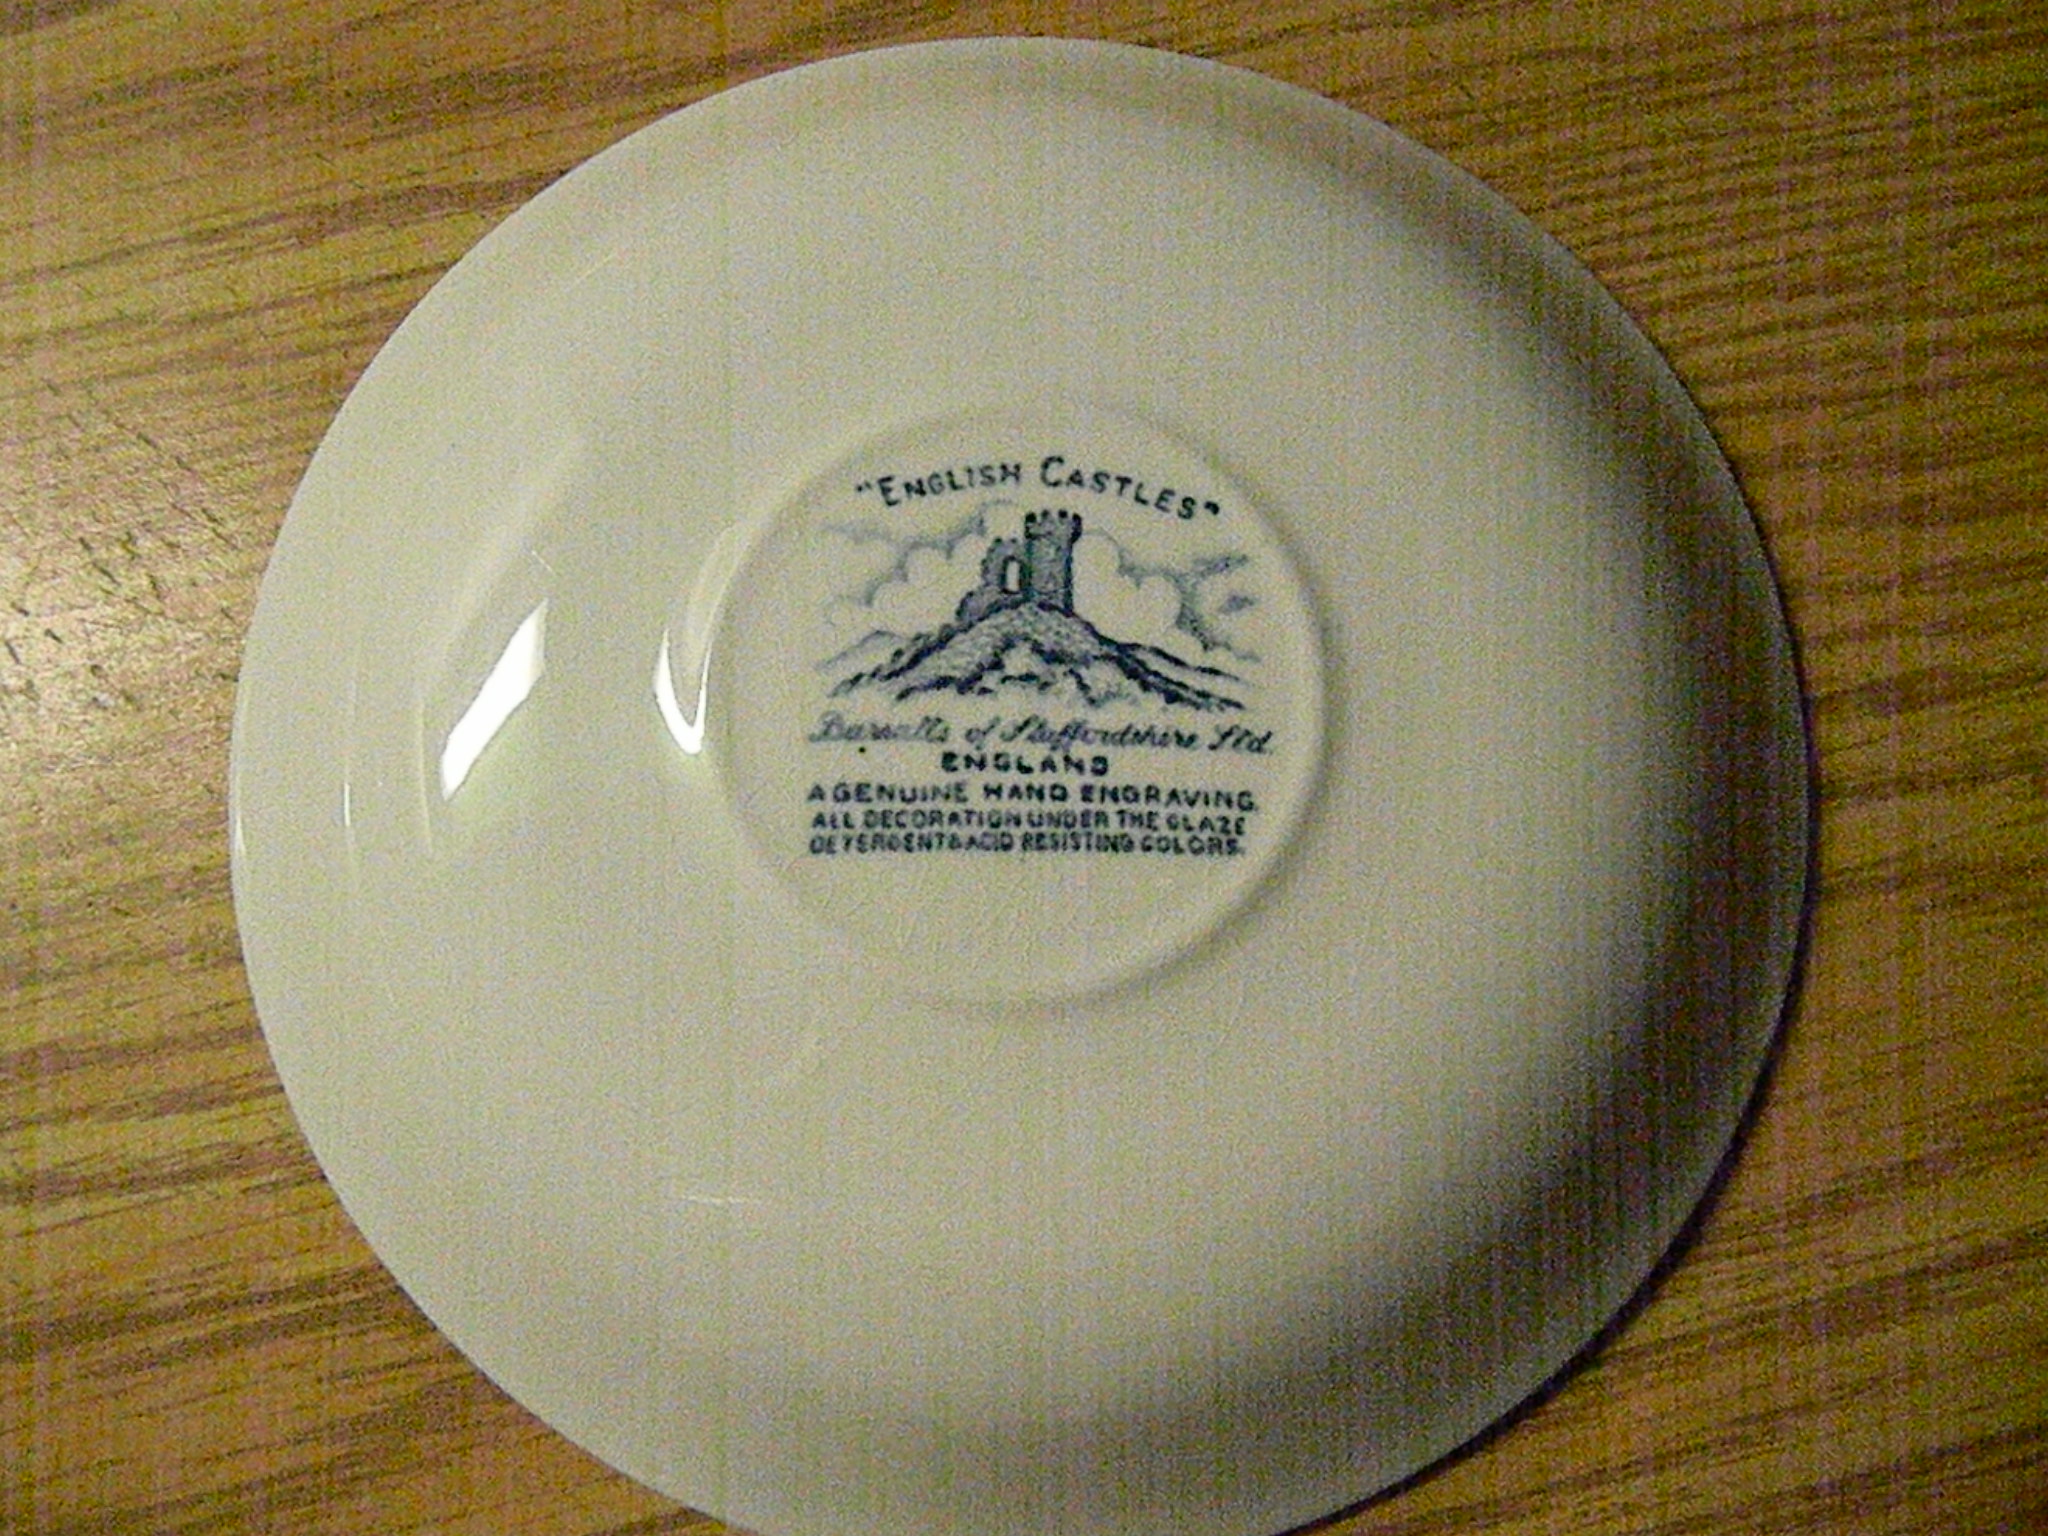 "ENGLISH CASTLES"
Barratts of Staffordshire Ltd.
ENGLAND
A GENUINE HAND ENGRAVING.
ALL DECORATION UNDER THE GLAZE
DETERGENT & ACID RESISTING COLORS.